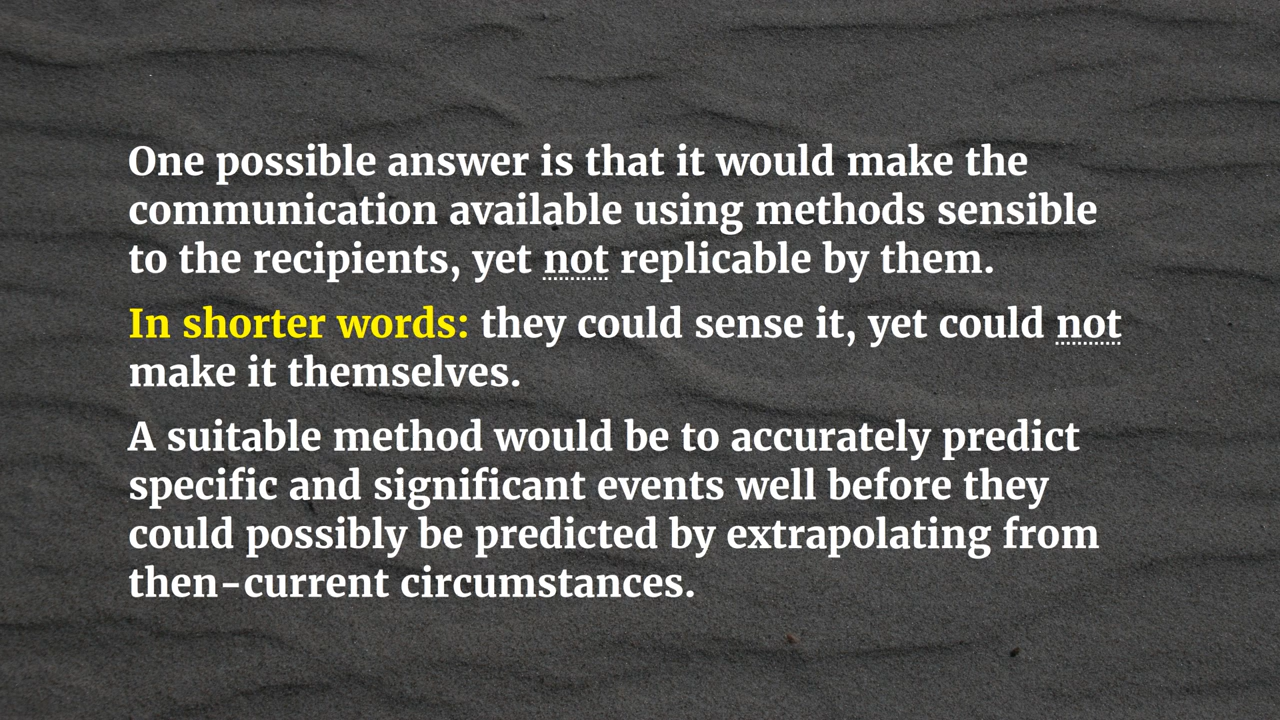 One possible answer is that it would make the
communication available using methods sensible
to the recipients, yet not replicable by them.
In shorter words: they could sense it, yet could not
make it themselves.
A suitable method would be to accurately predict
specific and significant events well before they
could possibly be predicted by extrapolating from
then-current circumstances.